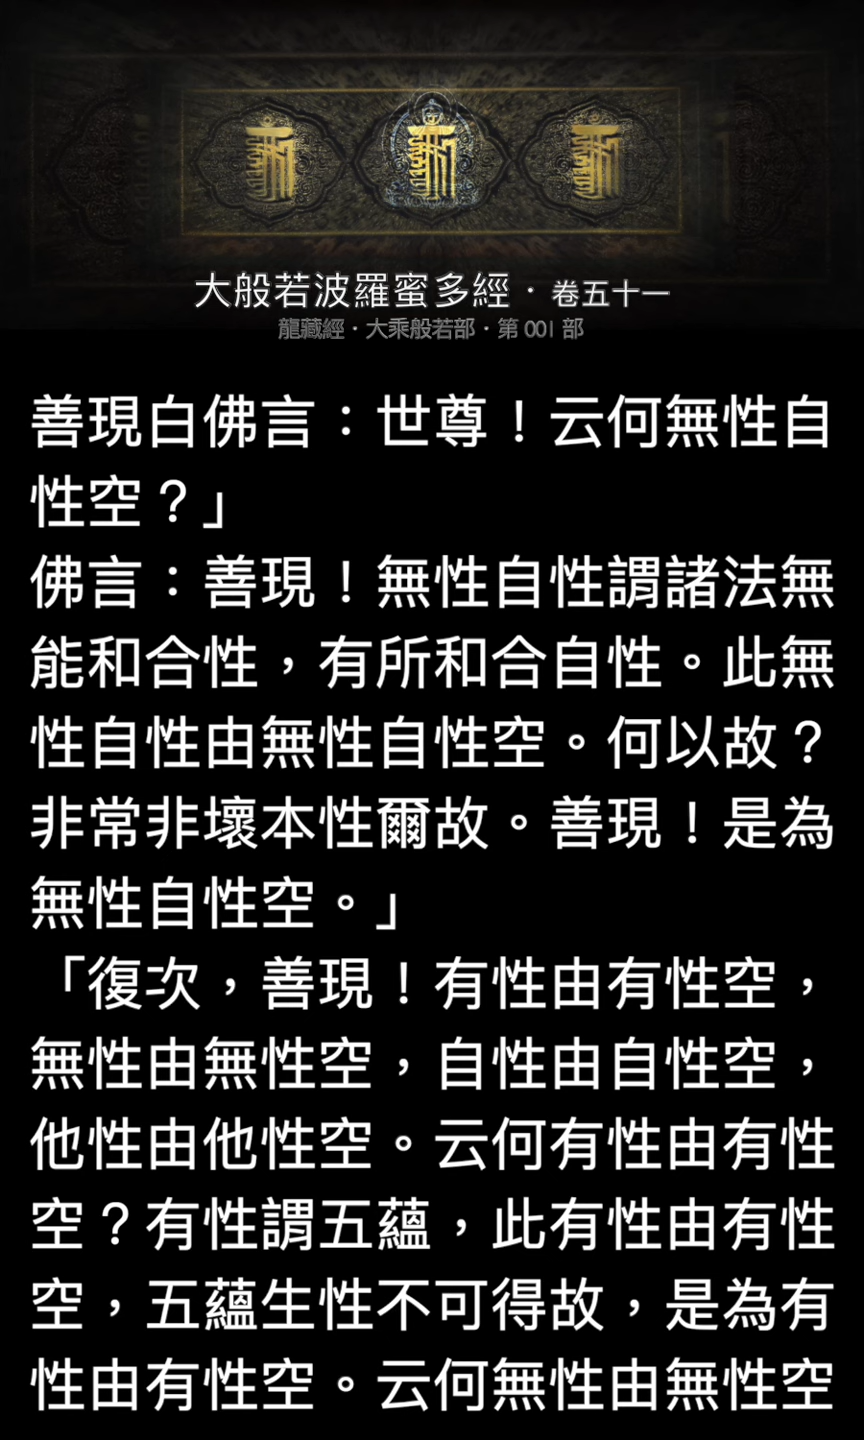 大般若波羅蜜多經・卷五十一
龍藏經・大乘般若部・第 001 部
善現白佛言：世尊！云何無性自
性空？」
佛言：善現！無性自性謂諸法無
能和合性，有所和合自性。此無
性自性由無性自性空。何以故？
非常非壞本性爾故。善現！是為
無性自性空。」
「復次，善現！有性由有性空，
無性由無性空，自性由自性空，
他性由他性空。云何有性由有性
空？有性謂五蘊，此有性由有性
空，五蘊生性不可得故，是為有
性由有性空。云何無性由無性空